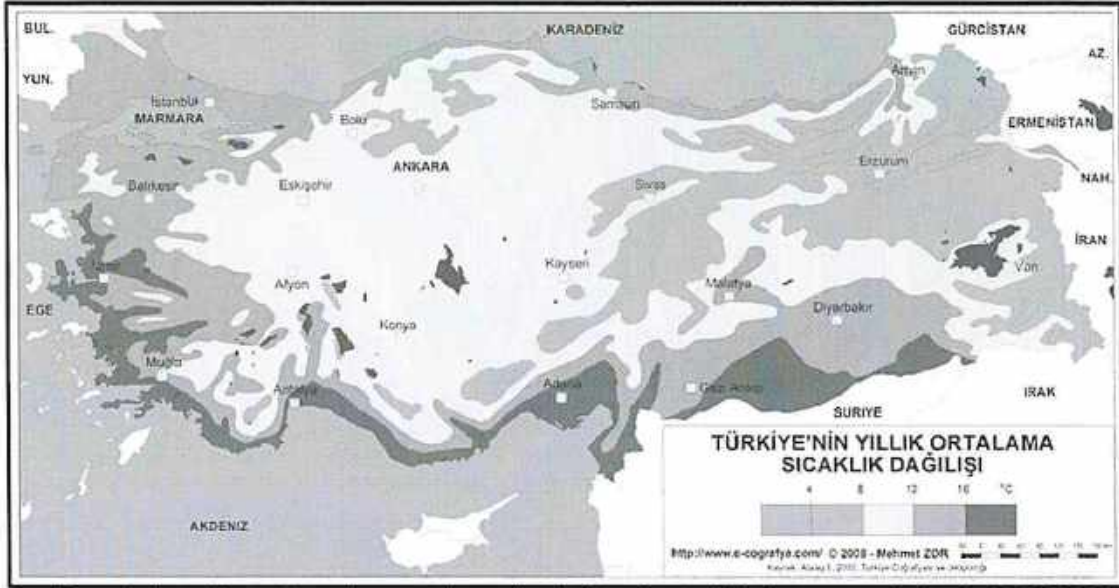 BUL.
KARADENİZ
GÜRCİSTAN
AZ.
YUN.
Artvin
İstanbul
MARMARA
Samsun
Bolu
ERMENİSTAN
ANKARA
Erzurum
NAH.
Balıkesir
Eskişehir
Sivas
İRAN
Afyon
Kayseri
Malatya
Van
EGE
Konya
Diyarbakır
Muğla
Antalya
Adana
Gazi Antep
IRAK
SURİYE
TÜRKİYE'NİN YILLIK ORTALAMA
SICAKLIK DAĞILIŞI
4 8 12 16 °C
AKDENİZ
http://www.e-cografya.com/ © 2008 - Mehmet ZOR